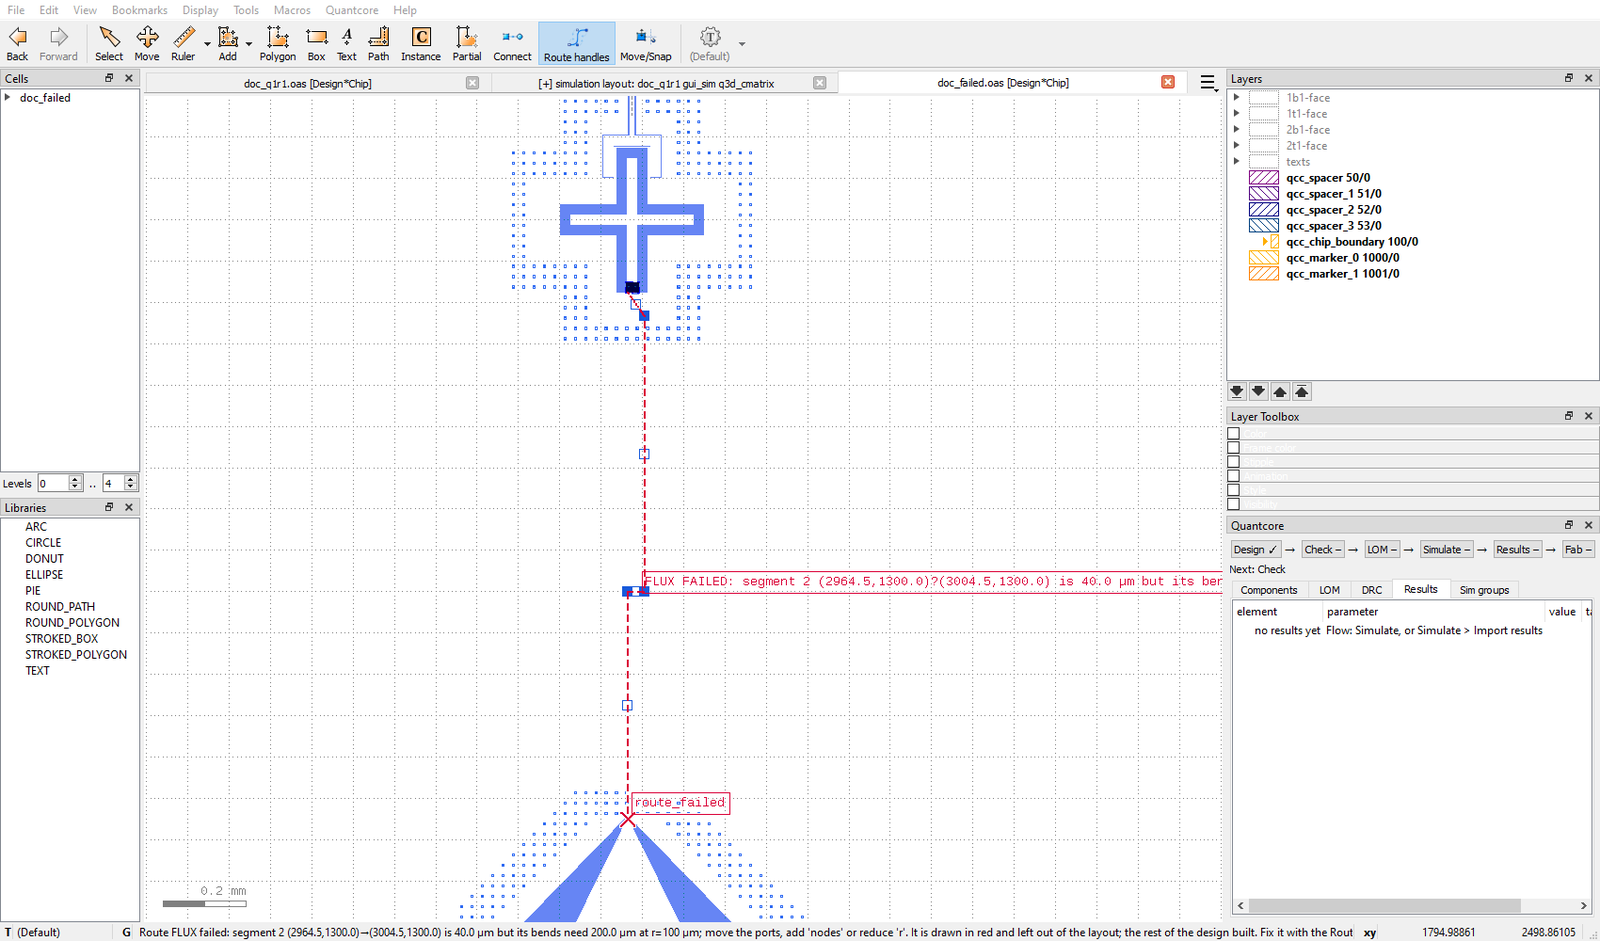 File Edit View Bookmarks Display Tools Macros Quantcore Help
Back Forward Select Move Ruler Add Polygon Box Text Path Instance Partial Connect Route handles Move/Snap (Default)
Cells
doc_failed
Levels 0 .. 4
Libraries
ARC
CIRCLE
DONUT
ELLIPSE
PIE
ROUND_PATH
ROUND_POLYGON
STROKED_BOX
STROKED_POLYGON
TEXT
doc_q1r1.oas [Design*Chip]
[+] simulation layout: doc_q1r1 gui_sim q3d_cmatrix
doc_failed.oas [Design*Chip]
FLUX FAILED: segment 2 (2964.5,1300.0)?(3004.5,1300.0) is 40.0 µm but its ben
route_failed
0.2 mm
Layers
1b1-face
1t1-face
2b1-face
2t1-face
texts
qcc_spacer 50/0
qcc_spacer_1 51/0
qcc_spacer_2 52/0
qcc_spacer_3 53/0
qcc_chip_boundary 100/0
qcc_marker_0 1000/0
qcc_marker_1 1001/0
Layer Toolbox
Quantcore
Design ✓ → Check – → LOM – → Simulate – → Results – → Fab –
Next: Check
Components LOM DRC Results Sim groups
element parameter value
no results yet Flow: Simulate, or Simulate > Import results
T (Default) G Route FLUX failed: segment 2 (2964.5,1300.0)→(3004.5,1300.0) is 40.0 µm but its bends need 200.0 µm at r=100 µm; move the ports, add 'nodes' or reduce 'r'. It is drawn in red and left out of the layout; the rest of the design built. Fix it with the Rout xy 1794.98861 2498.86105